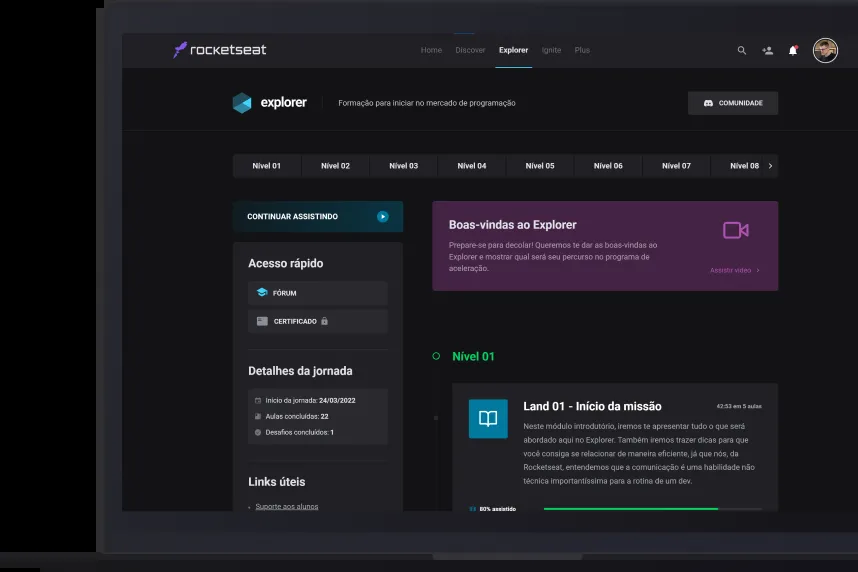 rocketseat
Home Discover Explorer Ignite Plus
explorer
Formação para iniciar no mercado de programação
COMUNIDADE
Nível 01 Nível 02 Nível 03 Nível 04 Nível 05 Nível 06 Nível 07 Nível 08
CONTINUAR ASSISTINDO
Acesso rápido
FÓRUM
CERTIFICADO
Detalhes da jornada
Início da jornada: 24/03/2022
Aulas concluídas: 22
Desafios concluídos: 1
Links úteis
Suporte aos alunos
Boas-vindas ao Explorer
Prepare-se para decolar! Queremos te dar as boas-vindas ao
Explorer e mostrar qual será seu percurso no programa de
aceleração.
Assistir vídeo
Nível 01
Land 01 - Início da missão
42:53 em 5 aulas
Neste módulo introdutório, iremos te apresentar tudo o que será
abordado aqui no Explorer. Também iremos trazer dicas para que
você consiga se relacionar de maneira eficiente, já que nós, da
Rocketseat, entendemos que a comunicação é uma habilidade não
técnica importantíssima para a rotina de um dev.
80% assistido